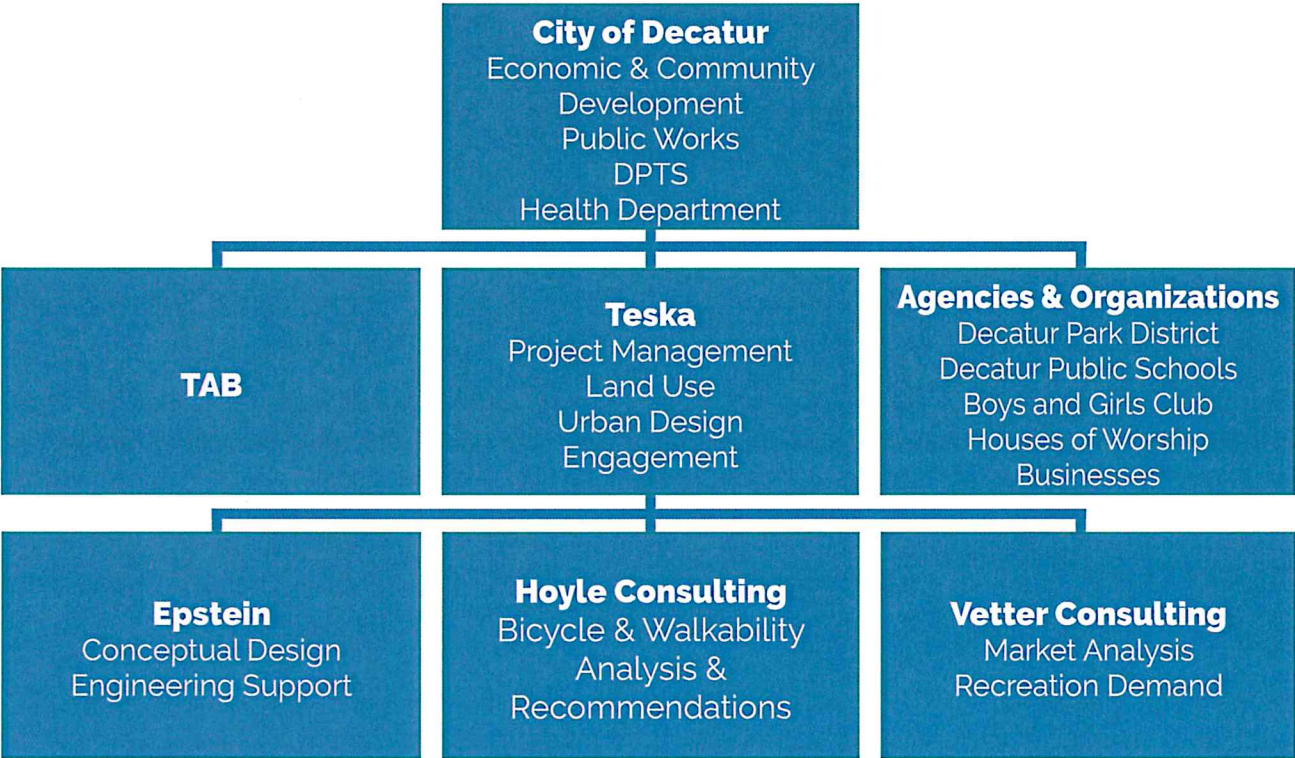 City of Decatur
Economic & Community
Development
Public Works
DPTS
Health Department
TAB
Teska
Project Management
Land Use
Urban Design
Engagement
Agencies & Organizations
Decatur Park District
Decatur Public Schools
Boys and Girls Club
Houses of Worship
Businesses
Epstein
Conceptual Design
Engineering Support
Hoyle Consulting
Bicycle & Walkability
Analysis &
Recommendations
Vetter Consulting
Market Analysis
Recreation Demand